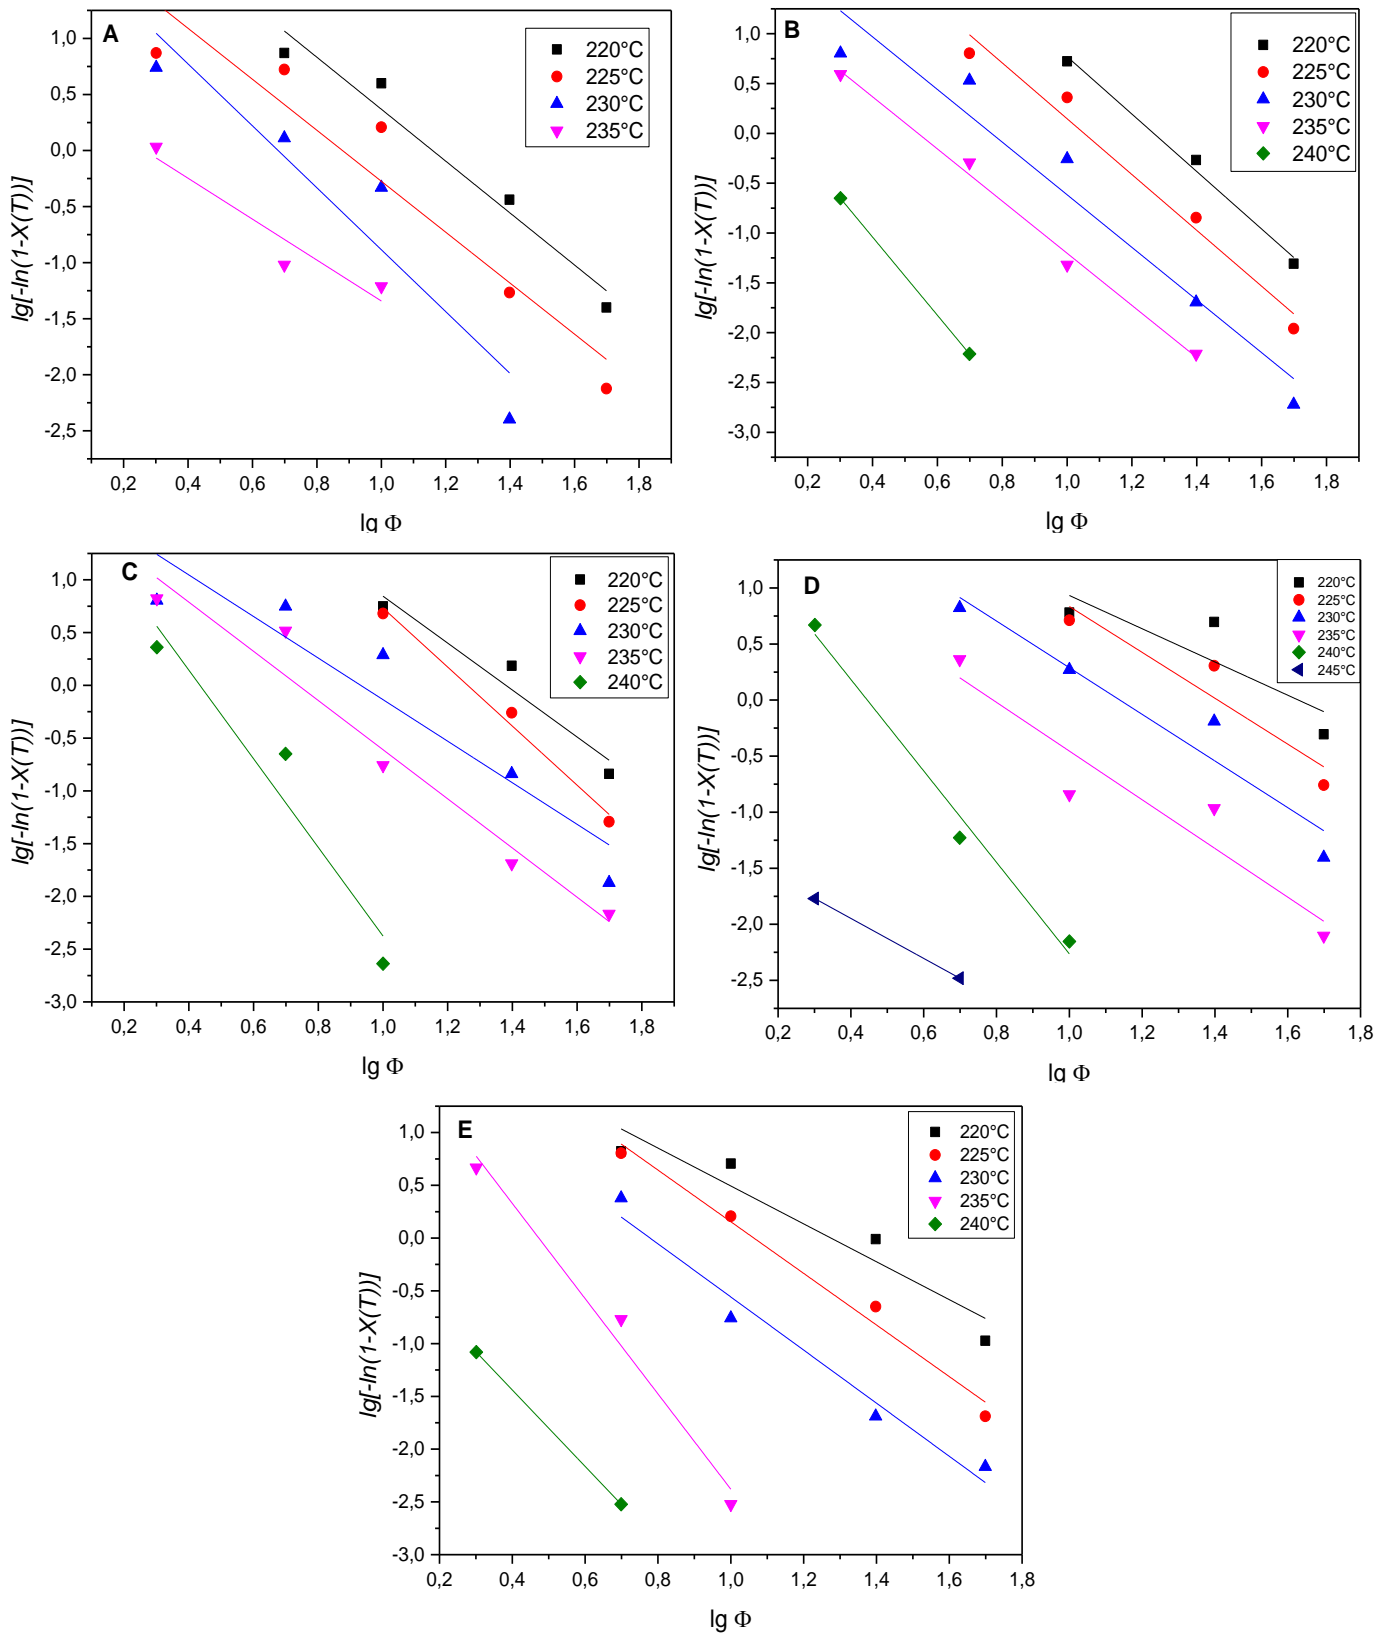 A
220°C
225°C
230°C
235°C
1,0
0,5
0,0
-0,5
-1,0
-1,5
-2,0
-2,5
lg[-ln(1-X(T))]
0,2 0,4 0,6 0,8 1,0 1,2 1,4 1,6 1,8
lg Φ
B
220°C
225°C
230°C
235°C
240°C
1,0
0,5
0,0
-0,5
-1,0
-1,5
-2,0
-2,5
-3,0
lg[-ln(1-X(T))]
0,2 0,4 0,6 0,8 1,0 1,2 1,4 1,6 1,8
lg Φ
C
220°C
225°C
230°C
235°C
240°C
1,0
0,5
0,0
-0,5
-1,0
-1,5
-2,0
-2,5
-3,0
lg[-ln(1-X(T))]
0,2 0,4 0,6 0,8 1,0 1,2 1,4 1,6 1,8
lg Φ
D
220°C
225°C
230°C
235°C
240°C
245°C
1,0
0,5
0,0
-0,5
-1,0
-1,5
-2,0
-2,5
lg[-ln(1-X(T))]
0,2 0,4 0,6 0,8 1,0 1,2 1,4 1,6 1,8
lg Φ
E
220°C
225°C
230°C
235°C
240°C
1,0
0,5
0,0
-0,5
-1,0
-1,5
-2,0
-2,5
-3,0
lg[-ln(1-X(T))]
0,2 0,4 0,6 0,8 1,0 1,2 1,4 1,6 1,8
lg Φ